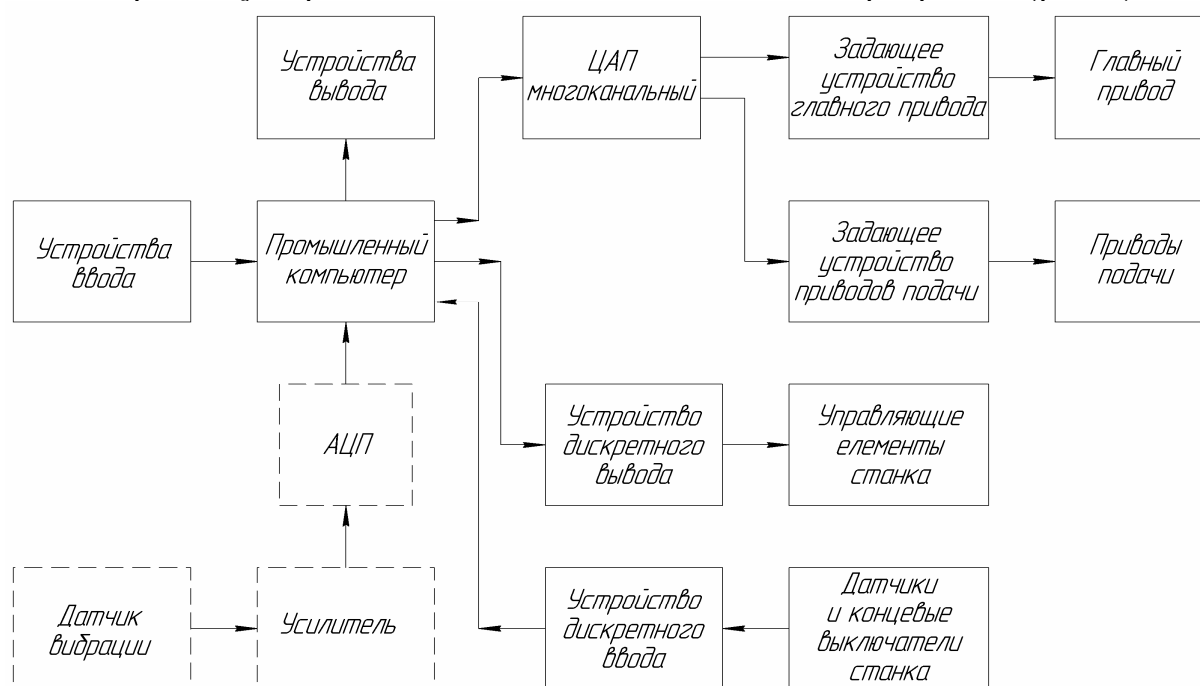 Устройства
вывода
ЦАП
многоканальный
Задающее
устройство
главного привода
Главный
привод
Устройства
ввода
Промышленный
компьютер
Задающее
устройство
приводов подачи
Приводы
подачи
АЦП
Устройство
дискретного
вывода
Управляющие
елементы
станка
Датчик
вибрации
Усилитель
Устройство
дискретного
ввода
Датчики
и концевые
выключатели
станка